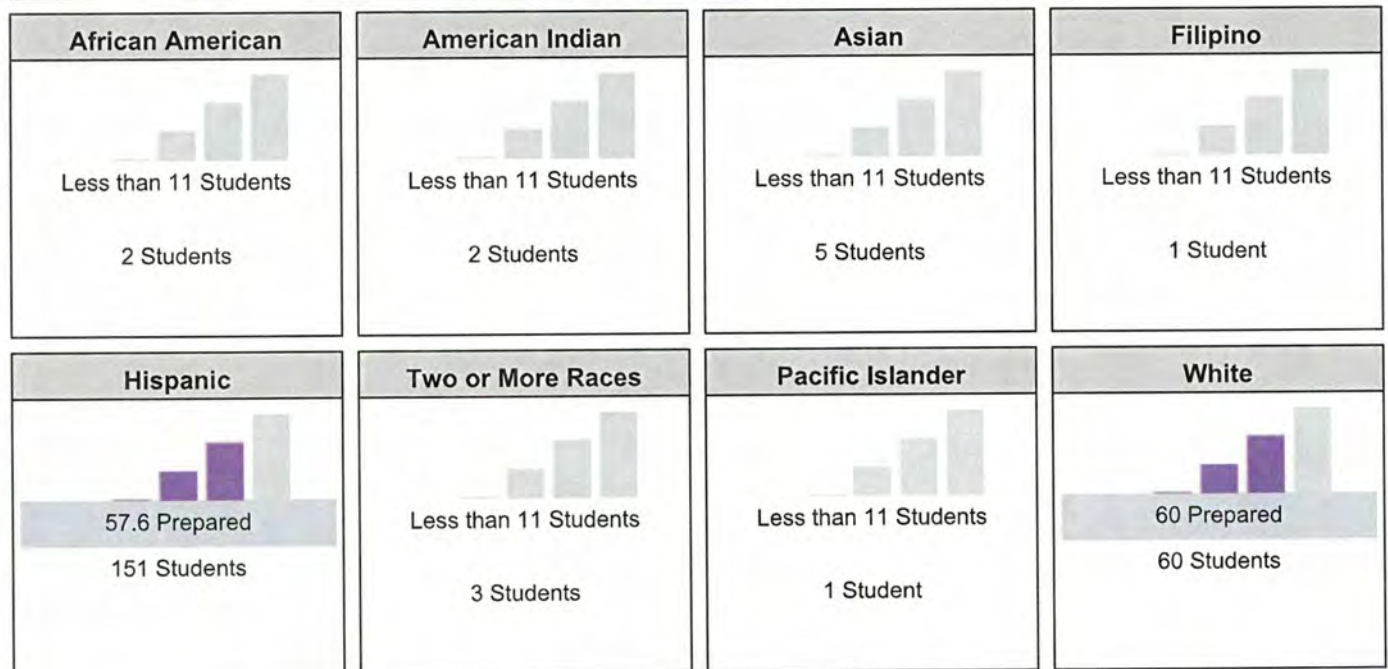 African American
Less than 11 Students
2 Students
American Indian
Less than 11 Students
2 Students
Asian
Less than 11 Students
5 Students
Filipino
Less than 11 Students
1 Student
Hispanic
57.6 Prepared
151 Students
Two or More Races
Less than 11 Students
3 Students
Pacific Islander
Less than 11 Students
1 Student
White
60 Prepared
60 Students